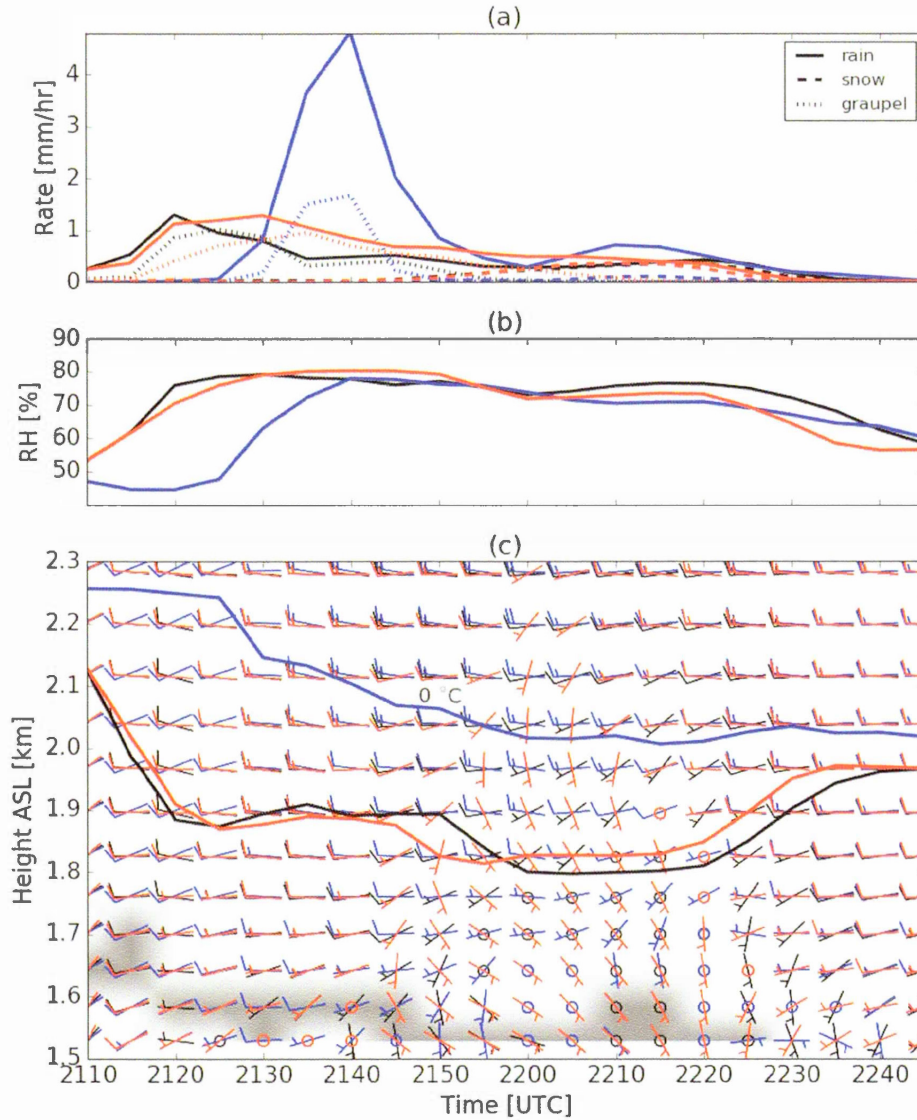 (a)
4
3
2
1
0
Rate [mm/hr]
rain
snow
graupel
(b)
90
80
70
60
50
RH [%]
(c)
2.3
2.2
2.1
2.0
1.9
1.8
1.7
1.6
1.5
Height ASL [km]
0 °C
2110 2120 2130 2140 2150 2200 2210 2220 2230 2240
Time [UTC]